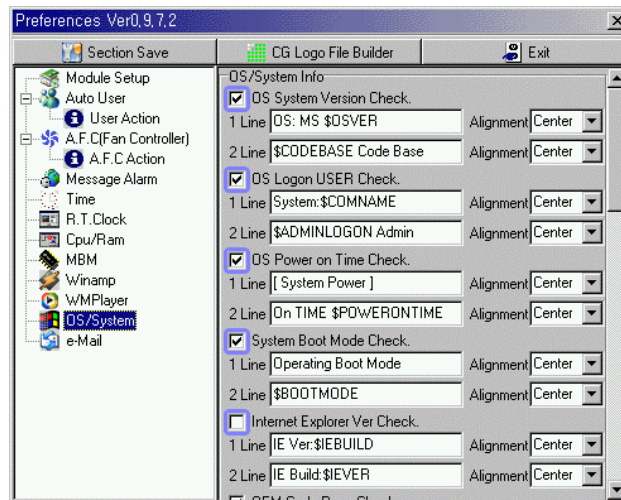 Preferences Ver0,9,7,2
Section Save
CG Logo File Builder
Exit
Module Setup
Auto User
User Action
A.F.C(Fan Controller)
A.F.C Action
Message Alarm
Time
R.T.Clock
Cpu/Ram
MBM
Winamp
WMPlayer
OS/System
e-Mail
OS/System Info
OS System Version Check.
1 Line OS: MS $OSVER Alignment Center
2 Line $CODEBASE Code Base Alignment Center
OS Logon USER Check.
1 Line System:$COMNAME Alignment Center
2 Line $ADMINLOGON Admin Alignment Center
OS Power on Time Check.
1 Line [ System Power ] Alignment Center
2 Line On TIME $POWERONTIME Alignment Center
System Boot Mode Check.
1 Line Operating Boot Mode Alignment Center
2 Line $BOOTMODE Alignment Center
Internet Explorer Ver Check.
1 Line IE Ver:$IEBUILD Alignment Center
2 Line IE Build:$IEVER Alignment Center